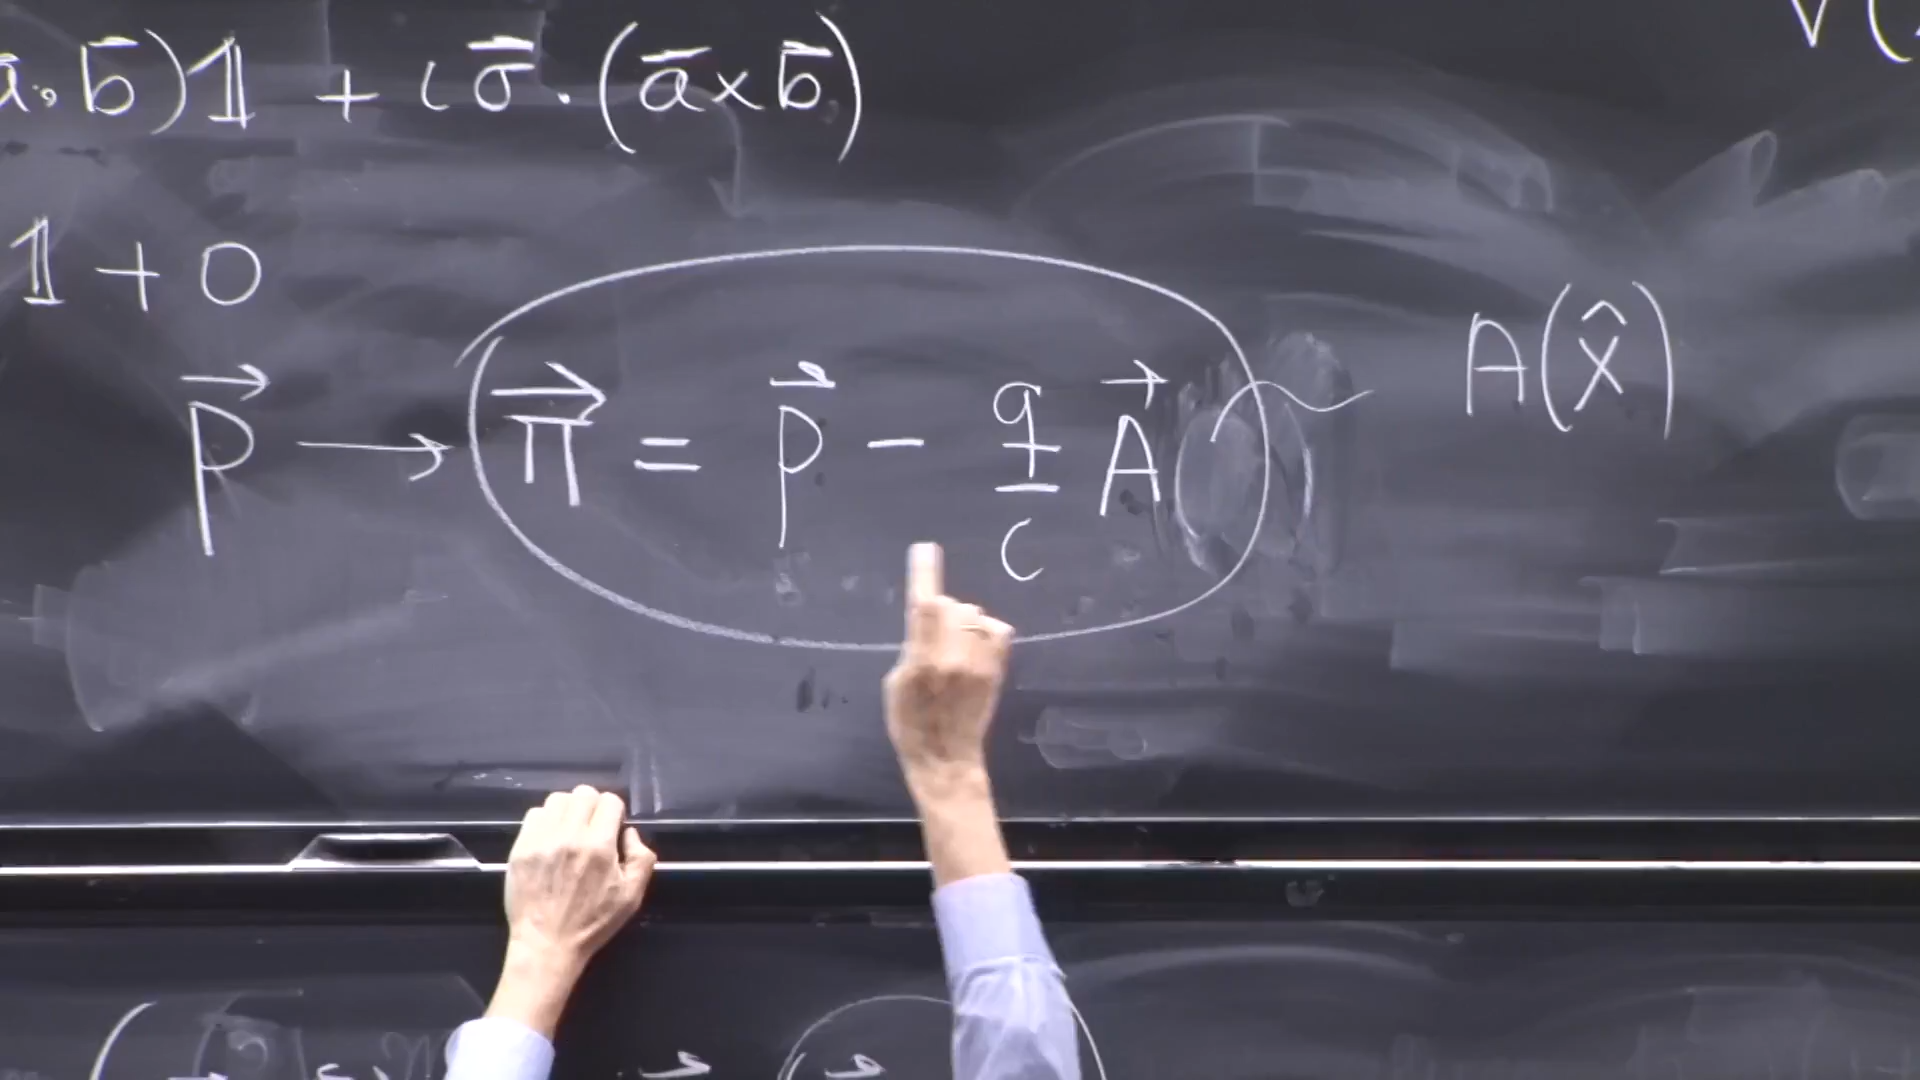 a⃗·b⃗)𝟙 + iσ⃗·(a⃗×b⃗)
𝟙 + 0
p⃗ → π⃗ = p⃗ − q/c A⃗
A(x̂)